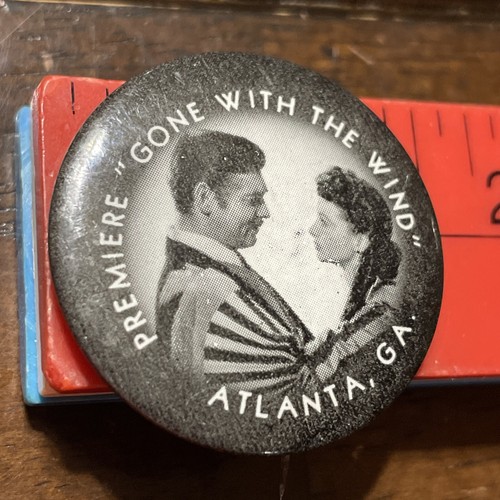 PREMIERE "GONE WITH THE WIND"
ATLANTA, GA.
2